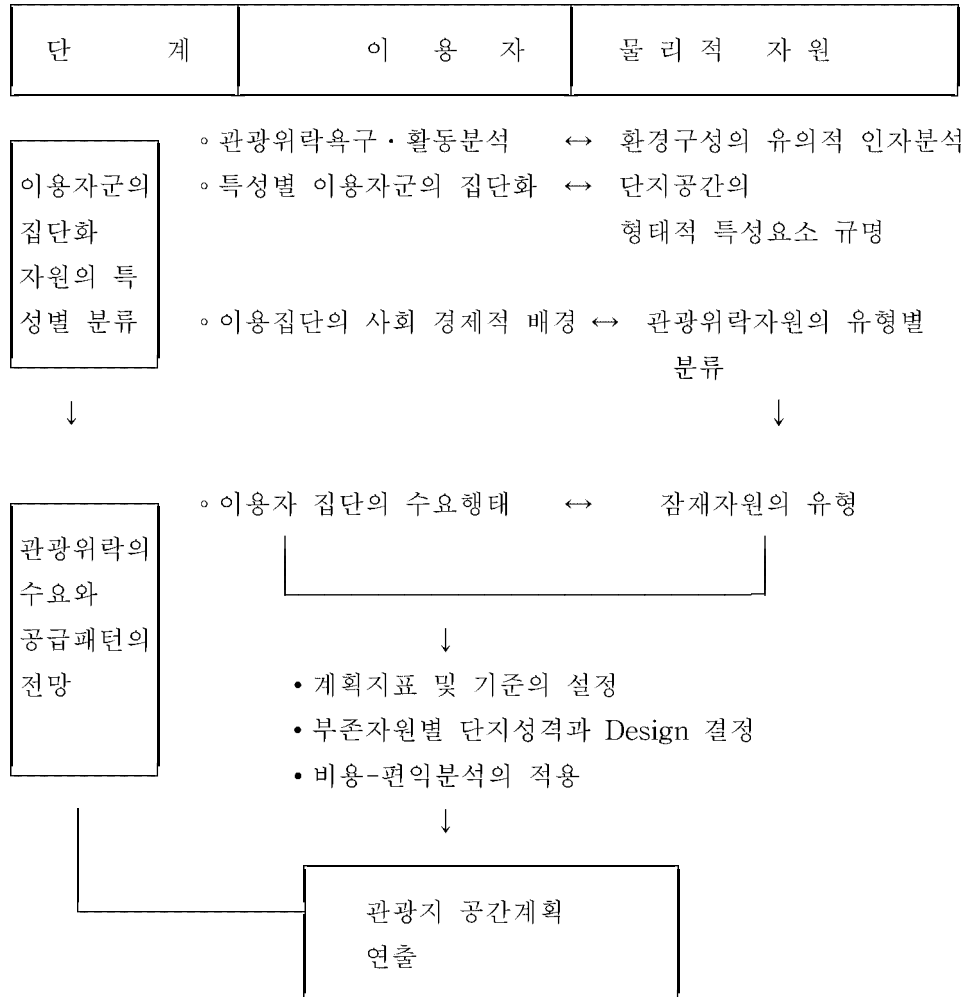 단 계 이 용 자 물 리 적 자 원
◦관광위락욕구·활동분석 ↔ 환경구성의 유의적 인자분석
이용자군의 ◦특성별 이용자군의 집단화 ↔ 단지공간의
집단화 형태적 특성요소 규명
자원의 특
성별 분류 ◦이용집단의 사회 경제적 배경 ↔ 관광위락자원의 유형별
분류
↓ ↓
◦이용자 집단의 수요행태 ↔ 잠재자원의 유형
관광위락의
수요와
공급패턴의 ↓
전망 •계획지표 및 기준의 설정
•부존자원별 단지성격과 Design 결정
•비용-편익분석의 적용
↓
관광지 공간계획
연출